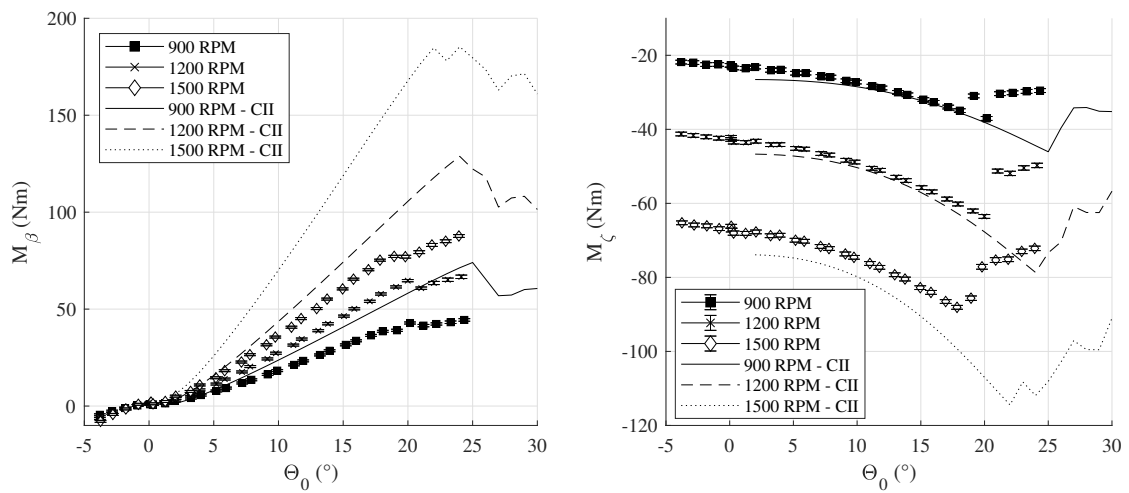 200
150
100
50
0
M_β (Nm)
900 RPM
1200 RPM
1500 RPM
900 RPM - CII
1200 RPM - CII
1500 RPM - CII
-5 0 5 10 15 20 25 30
Θ_0 (°)
-20
-40
-60
-80
-100
-120
M_ζ (Nm)
900 RPM
1200 RPM
1500 RPM
900 RPM - CII
1200 RPM - CII
1500 RPM - CII
-5 0 5 10 15 20 25 30
Θ_0 (°)